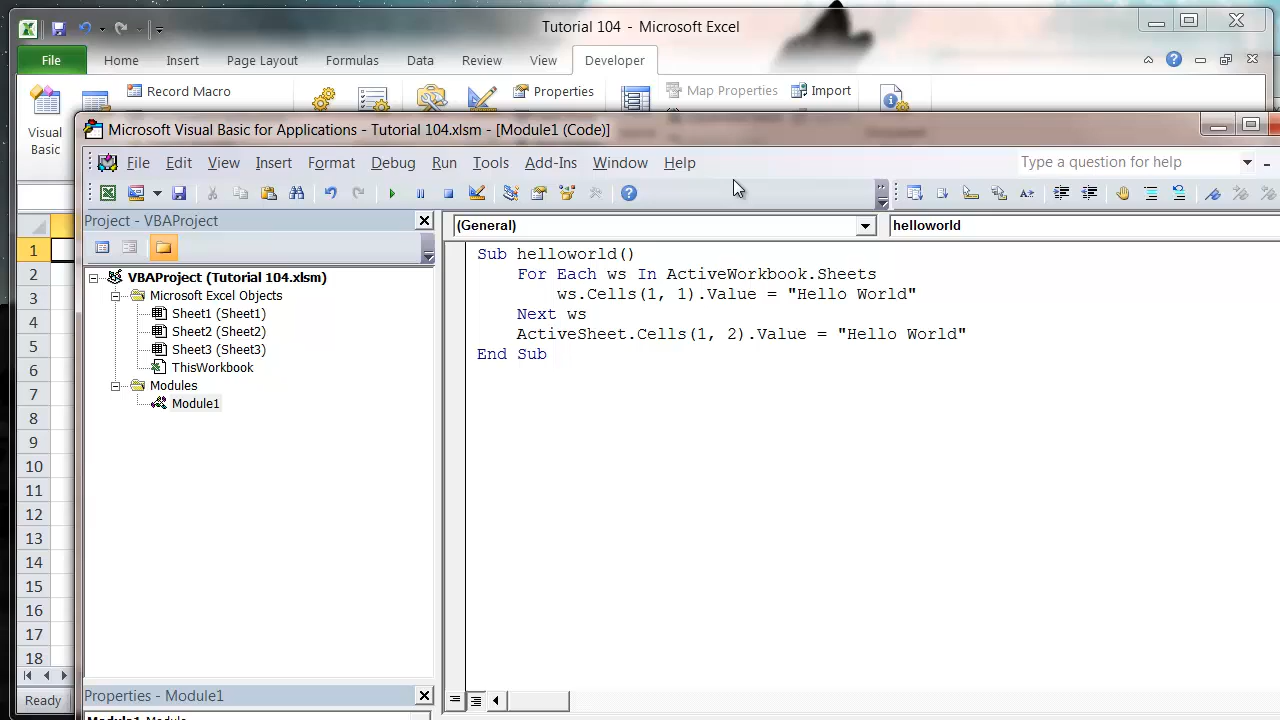 Tutorial 104 - Microsoft Excel
File Home Insert Page Layout Formulas Data Review View Developer
Record Macro
Properties
Map Properties
Import
Visual
Basic
Microsoft Visual Basic for Applications - Tutorial 104.xlsm - [Module1 (Code)]
File Edit View Insert Format Debug Run Tools Add-Ins Window Help
Type a question for help
Project - VBAProject
(General)
helloworld
VBAProject (Tutorial 104.xlsm)
Microsoft Excel Objects
Sheet1 (Sheet1)
Sheet2 (Sheet2)
Sheet3 (Sheet3)
ThisWorkbook
Modules
Module1
Sub helloworld()
For Each ws In ActiveWorkbook.Sheets
ws.Cells(1, 1).Value = "Hello World"
Next ws
ActiveSheet.Cells(1, 2).Value = "Hello World"
End Sub
1
2
3
4
5
6
7
8
9
10
11
12
13
14
15
16
17
18
Ready
Properties - Module1
Module1 Module